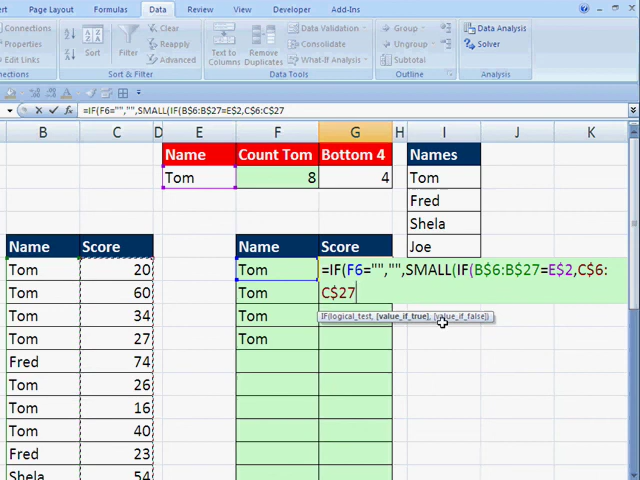 ert Page Layout Formulas Data Review View Developer Add-Ins
Connections Clear Data Validation Group Data Analysis
Properties Sort Filter Reapply Text to Columns Remove Duplicates Consolidate Ungroup Solver
Edit Links Advanced What-If Analysis Subtotal
Sort & Filter Data Tools Outline Analysis
=IF(F6="","",SMALL(IF(B$6:B$27=E$2,C$6:C$27
B C D E F G H I J K
Name Count Tom Bottom 4 Names
Tom 8 4 Tom
Fred
Shela
Name Score Name Score Joe
Tom 20 Tom =IF(F6="","",SMALL(IF(B$6:B$27=E$2,C$6:
Tom 60 Tom C$27
Tom 34 Tom IF(logical_test, [value_if_true], [value_if_false])
Tom 27 Tom
Fred 74
Tom 26
Tom 16
Tom 40
Fred 23
Shela 54